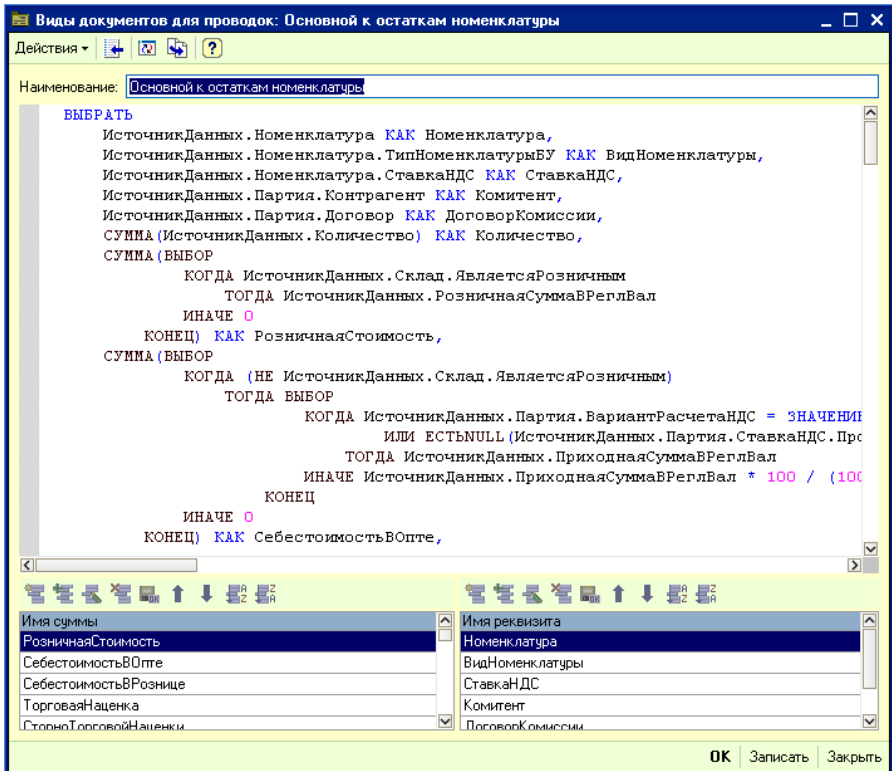 Виды документов для проводок: Основной к остаткам номенклатуры
Действия
Наименование: Основной к остаткам номенклатуры
ВЫБРАТЬ
ИсточникДанных.Номенклатура КАК Номенклатура,
ИсточникДанных.Номенклатура.ТипНоменклатурыБУ КАК ВидНоменклатуры,
ИсточникДанных.Номенклатура.СтавкаНДС КАК СтавкаНДС,
ИсточникДанных.Партия.Контрагент КАК Комитент,
ИсточникДанных.Партия.Договор КАК ДоговорКомиссии,
СУММА(ИсточникДанных.Количество) КАК Количество,
СУММА(ВЫБОР
КОГДА ИсточникДанных.Склад.ЯвляетсяРозничным
ТОГДА ИсточникДанных.РозничнаяСуммаВРеглВал
ИНАЧЕ 0
КОНЕЦ) КАК РозничнаяСтоимость,
СУММА(ВЫБОР
КОГДА (НЕ ИсточникДанных.Склад.ЯвляетсяРозничным)
ТОГДА ВЫБОР
КОГДА ИсточникДанных.Партия.ВариантРасчетаНДС = ЗНАЧЕНИЕ
ИЛИ ЕСТЬNULL(ИсточникДанных.Партия.СтавкаНДС.Про
ТОГДА ИсточникДанных.ПриходнаяСуммаВРеглВал
ИНАЧЕ ИсточникДанных.ПриходнаяСуммаВРеглВал * 100 / (100
КОНЕЦ
ИНАЧЕ 0
КОНЕЦ) КАК СебестоимостьВОпте,
Имя суммы
РозничнаяСтоимость
СебестоимостьВОпте
СебестоимостьВРознице
ТорговаяНаценка
СторноТорговойНаценки
Имя реквизита
Номенклатура
ВидНоменклатуры
СтавкаНДС
Комитент
ДоговорКомиссии
OK Записать Закрыть